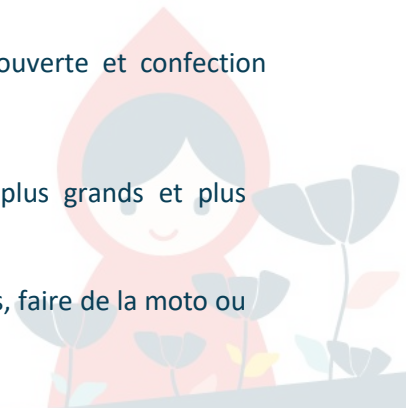 ouverte et confection
plus grands et plus
, faire de la moto ou